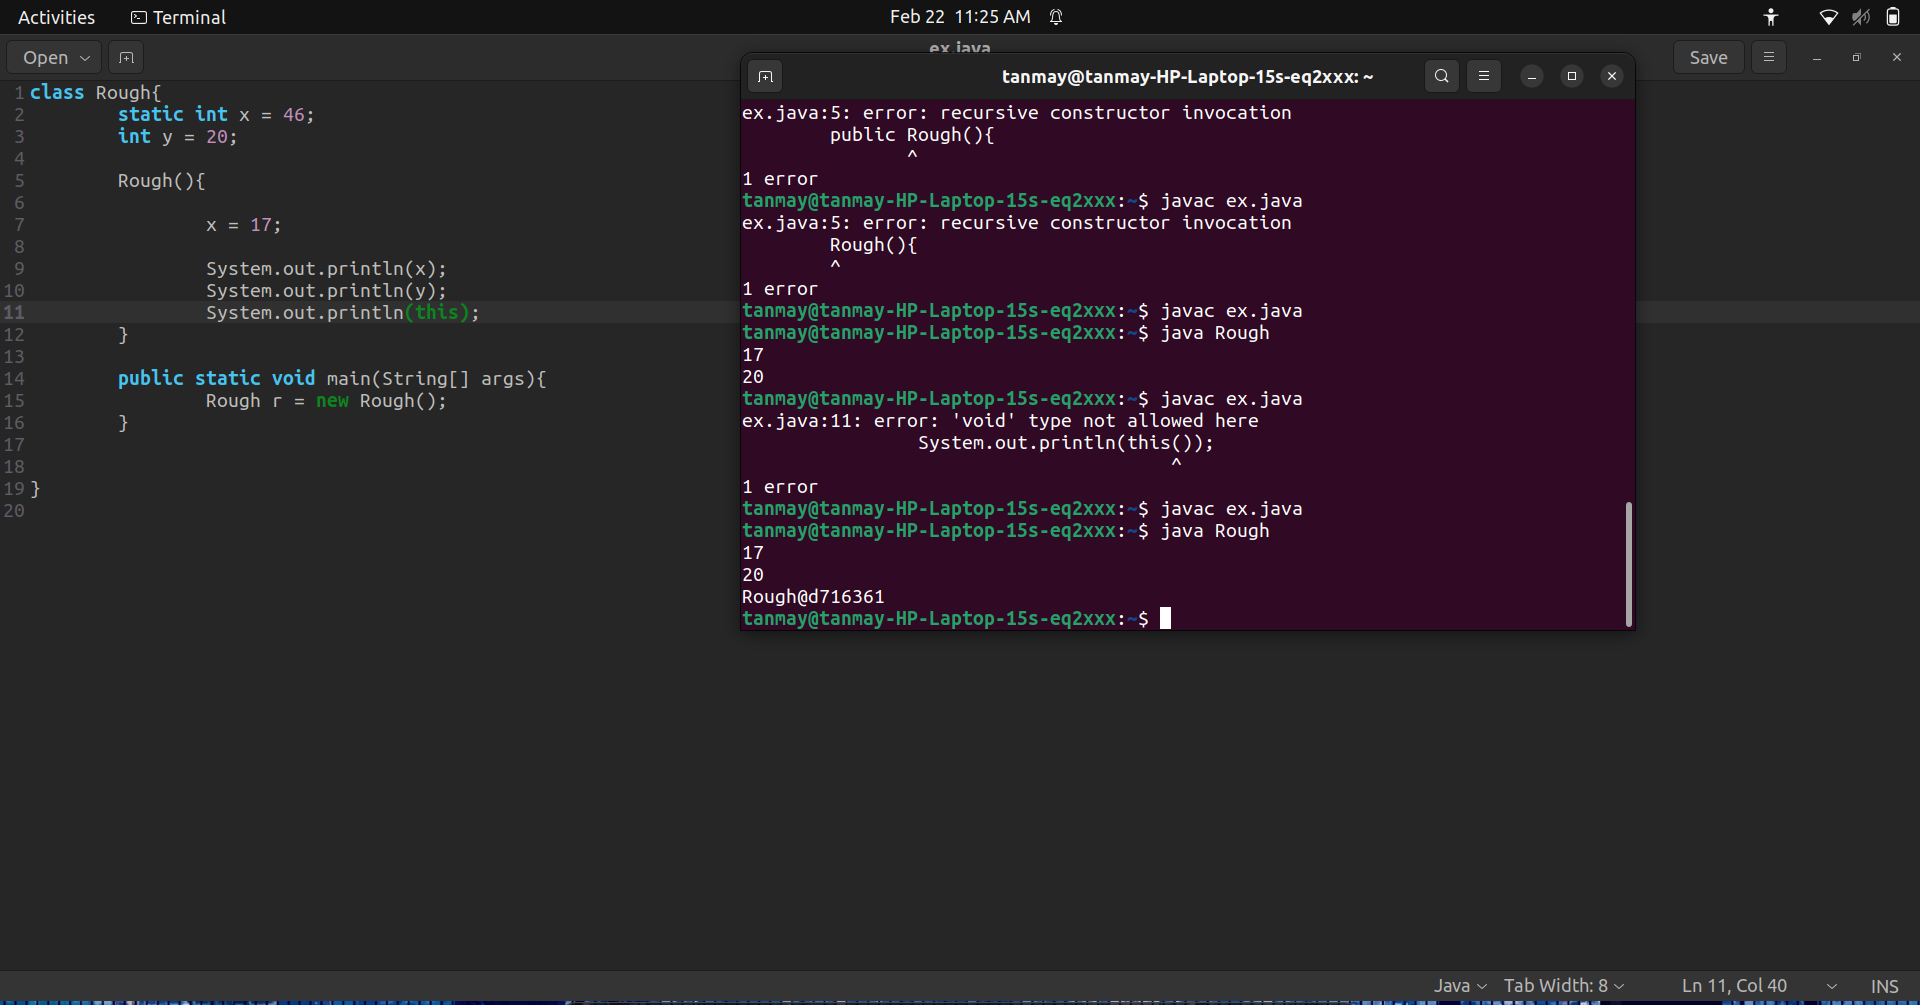 Activities Terminal Feb 22 11:25 AM
Open ex.java Save
1 class Rough{
2 static int x = 46;
3 int y = 20;
4
5 Rough(){
6
7 x = 17;
8
9 System.out.println(x);
10 System.out.println(y);
11 System.out.println(this);
12 }
13
14 public static void main(String[] args){
15 Rough r = new Rough();
16 }
17
18
19 }
20
tanmay@tanmay-HP-Laptop-15s-eq2xxx: ~
ex.java:5: error: recursive constructor invocation
public Rough(){
^
1 error
tanmay@tanmay-HP-Laptop-15s-eq2xxx:~$ javac ex.java
ex.java:5: error: recursive constructor invocation
Rough(){
^
1 error
tanmay@tanmay-HP-Laptop-15s-eq2xxx:~$ javac ex.java
tanmay@tanmay-HP-Laptop-15s-eq2xxx:~$ java Rough
17
20
tanmay@tanmay-HP-Laptop-15s-eq2xxx:~$ javac ex.java
ex.java:11: error: 'void' type not allowed here
System.out.println(this());
^
1 error
tanmay@tanmay-HP-Laptop-15s-eq2xxx:~$ javac ex.java
tanmay@tanmay-HP-Laptop-15s-eq2xxx:~$ java Rough
17
20
Rough@d716361
tanmay@tanmay-HP-Laptop-15s-eq2xxx:~$
Java Tab Width: 8 Ln 11, Col 40 INS